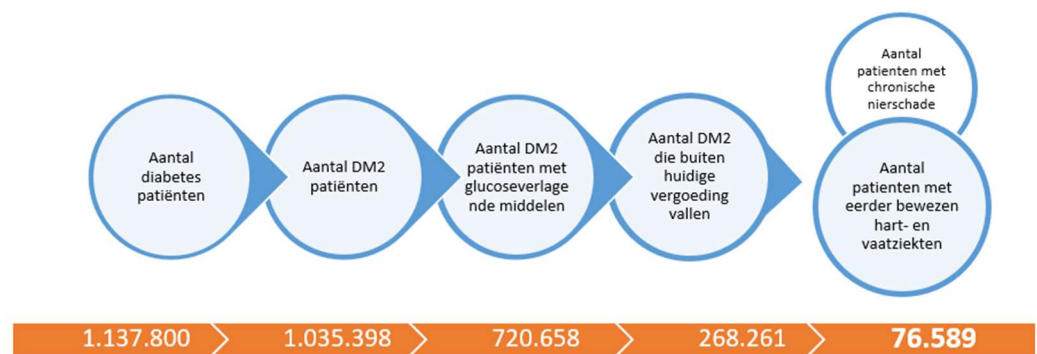 Aantal
diabetes
patiënten
Aantal DM2
patiënten
Aantal DM2
patiënten met
glucoseverlage
nde middelen
Aantal DM2
die buiten
huidige
vergoeding
vallen
Aantal
patienten met
chronische
nierschade
Aantal
patienten met
eerder bewezen
hart- en
vaatziekten
1.137.800
1.035.398
720.658
268.261
76.589